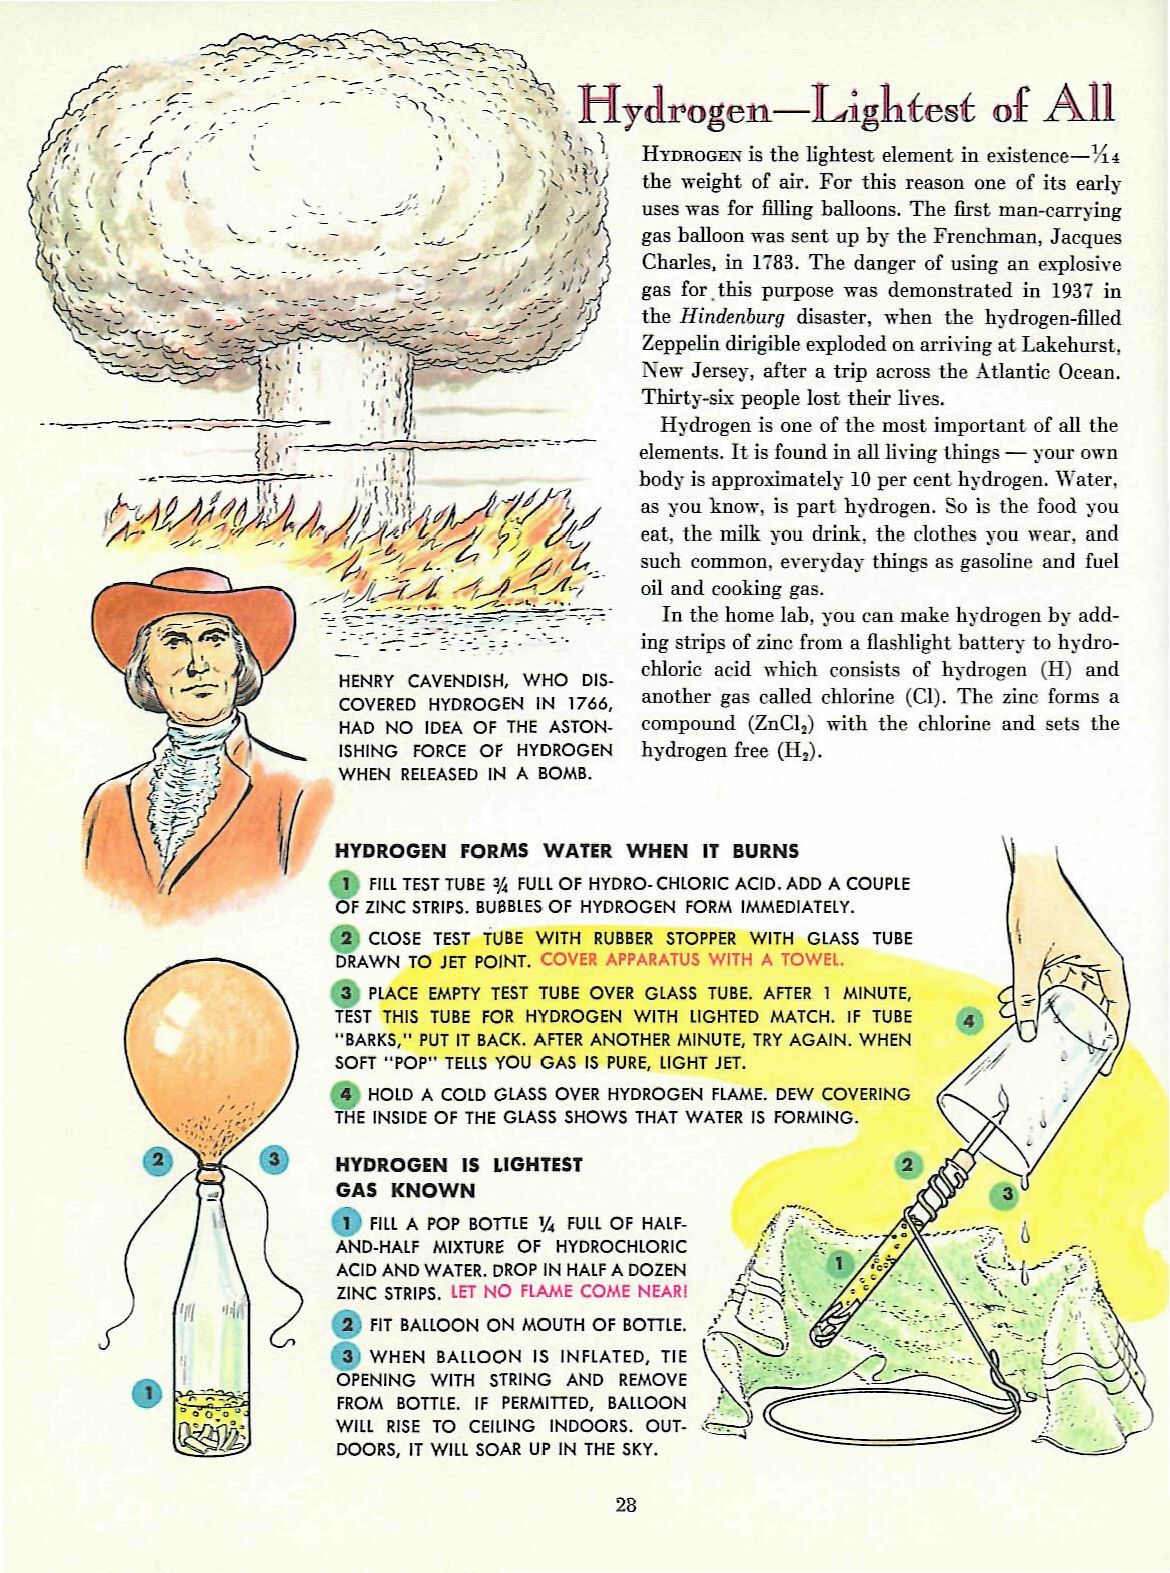 Hydrogen—Lightest of All
HYDROGEN is the lightest element in existence—1/14
the weight of air. For this reason one of its early
uses was for filling balloons. The first man-carrying
gas balloon was sent up by the Frenchman, Jacques
Charles, in 1783. The danger of using an explosive
gas for this purpose was demonstrated in 1937 in
the Hindenburg disaster, when the hydrogen-filled
Zeppelin dirigible exploded on arriving at Lakehurst,
New Jersey, after a trip across the Atlantic Ocean.
Thirty-six people lost their lives.
Hydrogen is one of the most important of all the
elements. It is found in all living things — your own
body is approximately 10 per cent hydrogen. Water,
as you know, is part hydrogen. So is the food you
eat, the milk you drink, the clothes you wear, and
such common, everyday things as gasoline and fuel
oil and cooking gas.
In the home lab, you can make hydrogen by add-
ing strips of zinc from a flashlight battery to hydro-
chloric acid which consists of hydrogen (H) and
another gas called chlorine (Cl). The zinc forms a
compound (ZnCl₂) with the chlorine and sets the
hydrogen free (H₂).
HENRY CAVENDISH, WHO DIS-
COVERED HYDROGEN IN 1766,
HAD NO IDEA OF THE ASTON-
ISHING FORCE OF HYDROGEN
WHEN RELEASED IN A BOMB.
HYDROGEN FORMS WATER WHEN IT BURNS
1 FILL TEST TUBE ¾ FULL OF HYDRO-CHLORIC ACID. ADD A COUPLE
OF ZINC STRIPS. BUBBLES OF HYDROGEN FORM IMMEDIATELY.
2 CLOSE TEST TUBE WITH RUBBER STOPPER WITH GLASS TUBE
DRAWN TO JET POINT. COVER APPARATUS WITH A TOWEL.
3 PLACE EMPTY TEST TUBE OVER GLASS TUBE. AFTER 1 MINUTE,
TEST THIS TUBE FOR HYDROGEN WITH LIGHTED MATCH. IF TUBE
"BARKS," PUT IT BACK. AFTER ANOTHER MINUTE, TRY AGAIN. WHEN
SOFT "POP" TELLS YOU GAS IS PURE, LIGHT JET.
4 HOLD A COLD GLASS OVER HYDROGEN FLAME. DEW COVERING
THE INSIDE OF THE GLASS SHOWS THAT WATER IS FORMING.
4
2
3
1
2
3
1
HYDROGEN IS LIGHTEST
GAS KNOWN
1 FILL A POP BOTTLE ¼ FULL OF HALF-
AND-HALF MIXTURE OF HYDROCHLORIC
ACID AND WATER. DROP IN HALF A DOZEN
ZINC STRIPS. LET NO FLAME COME NEAR!
2 FIT BALLOON ON MOUTH OF BOTTLE.
3 WHEN BALLOON IS INFLATED, TIE
OPENING WITH STRING AND REMOVE
FROM BOTTLE. IF PERMITTED, BALLOON
WILL RISE TO CEILING INDOORS. OUT-
DOORS, IT WILL SOAR UP IN THE SKY.
28